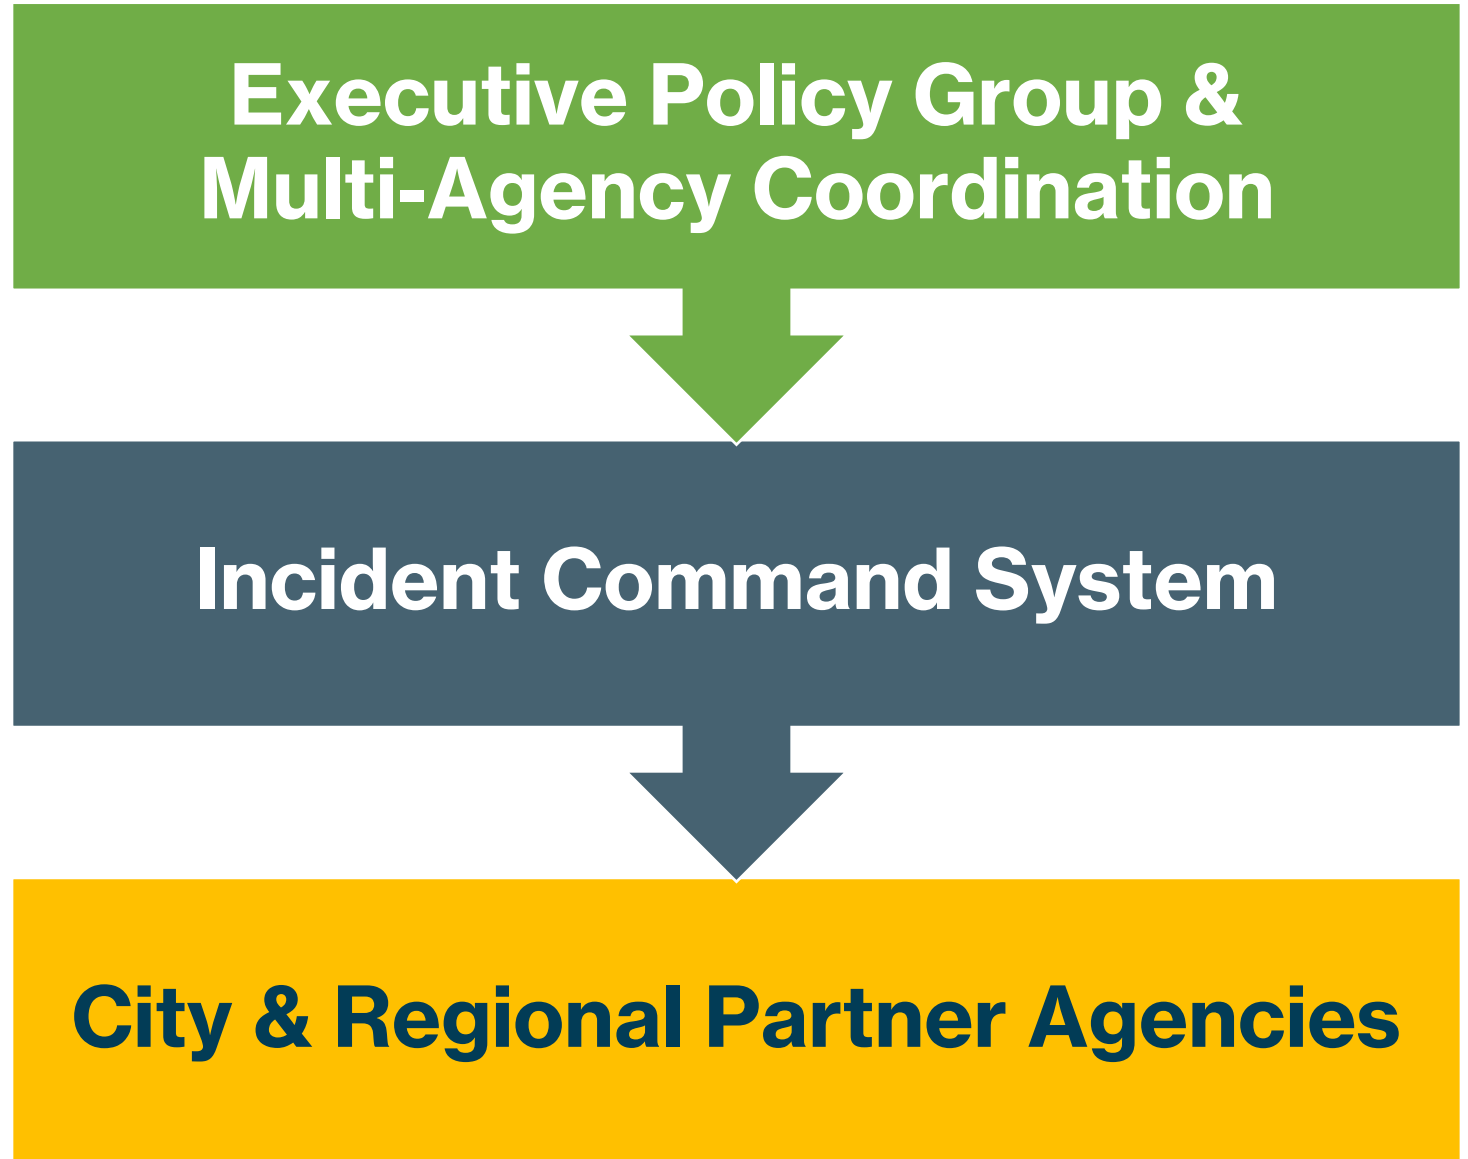 Executive Policy Group &
Multi-Agency Coordination
Incident Command System
City & Regional Partner Agencies